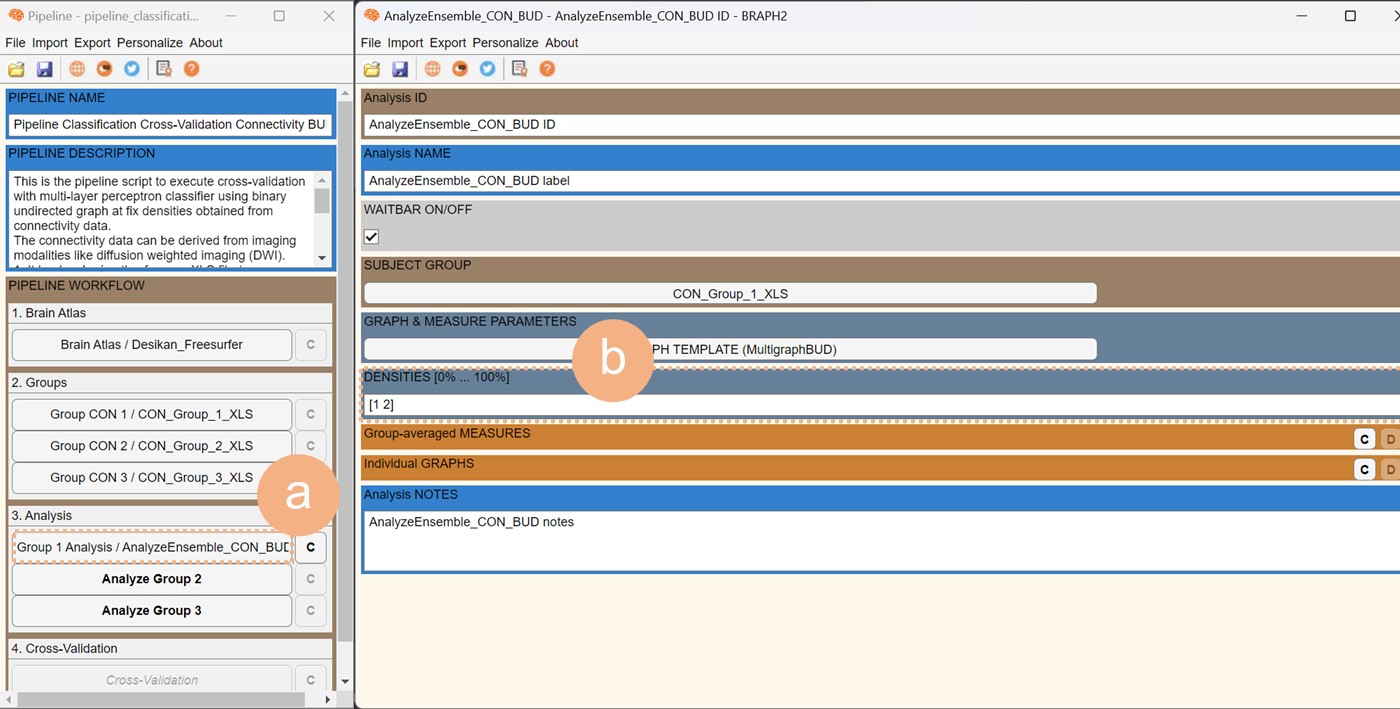 Pipeline - pipeline_classificati...
File Import Export Personalize About
PIPELINE NAME
Pipeline Classification Cross-Validation Connectivity BU
PIPELINE DESCRIPTION
This is the pipeline script to execute cross-validation
with multi-layer perceptron classifier using binary
undirected graph at fix densities obtained from
connectivity data.
The connectivity data can be derived from imaging
modalities like diffusion weighted imaging (DWI).
PIPELINE WORKFLOW
1. Brain Atlas
Brain Atlas / Desikan_Freesurfer C
2. Groups
Group CON 1 / CON_Group_1_XLS C
Group CON 2 / CON_Group_2_XLS C
Group CON 3 / CON_Group_3_XLS
a
3. Analysis
Group 1 Analysis / AnalyzeEnsemble_CON_BUD C
Analyze Group 2 C
Analyze Group 3 C
4. Cross-Validation
Cross-Validation C
AnalyzeEnsemble_CON_BUD - AnalyzeEnsemble_CON_BUD ID - BRAPH2
File Import Export Personalize About
Analysis ID
AnalyzeEnsemble_CON_BUD ID
Analysis NAME
AnalyzeEnsemble_CON_BUD label
WAITBAR ON/OFF
SUBJECT GROUP
CON_Group_1_XLS
GRAPH & MEASURE PARAMETERS
PH TEMPLATE (MultigraphBUD)
b
DENSITIES [0% ... 100%]
[1 2]
Group-averaged MEASURES C D
Individual GRAPHS C D
Analysis NOTES
AnalyzeEnsemble_CON_BUD notes